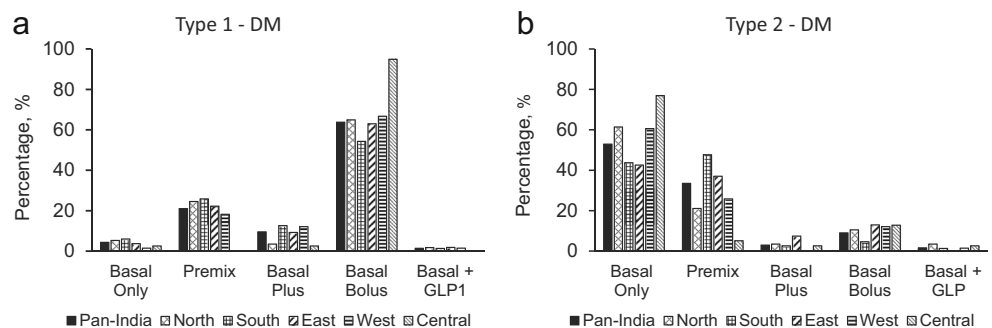 a
Type 1 - DM
Percentage, %
100
80
60
40
20
0
Basal Only
Premix
Basal Plus
Basal Bolus
Basal + GLP1
Pan-India North South East West Central
b
Type 2 - DM
Percentage, %
100
80
60
40
20
0
Basal Only
Premix
Basal Plus
Basal Bolus
Basal + GLP
Pan-India North South East West Central